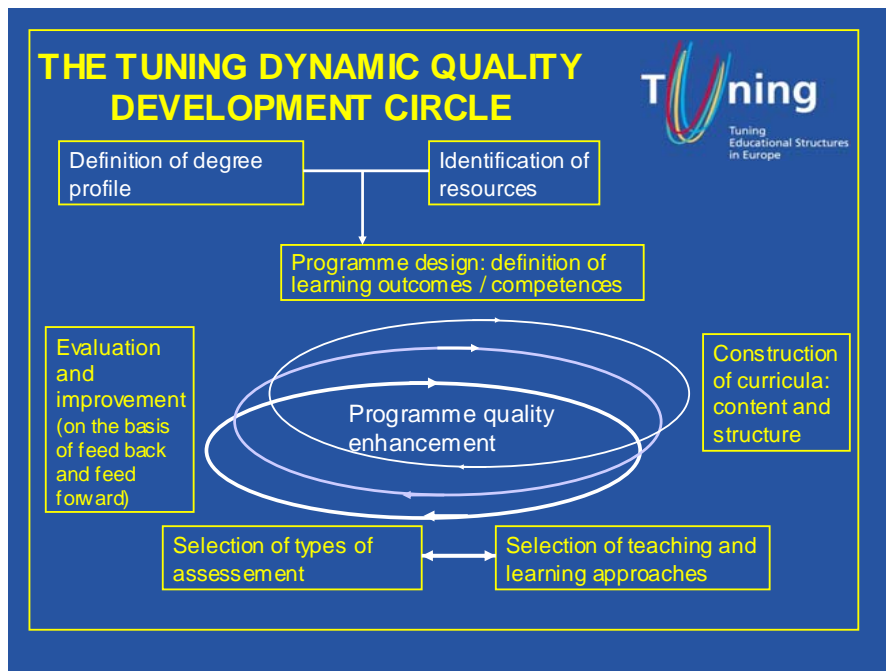 THE TUNING DYNAMIC QUALITY
DEVELOPMENT CIRCLE
Tuning
Tuning
Educational Structures
in Europe
Definition of degree
profile
Identification of
resources
Programme design: definition of
learning outcomes / competences
Evaluation
and
improvement
(on the basis
of feed back
and feed
forward)
Programme quality
enhancement
Construction
of curricula:
content and
structure
Selection of types of
assessement
Selection of teaching and
learning approaches